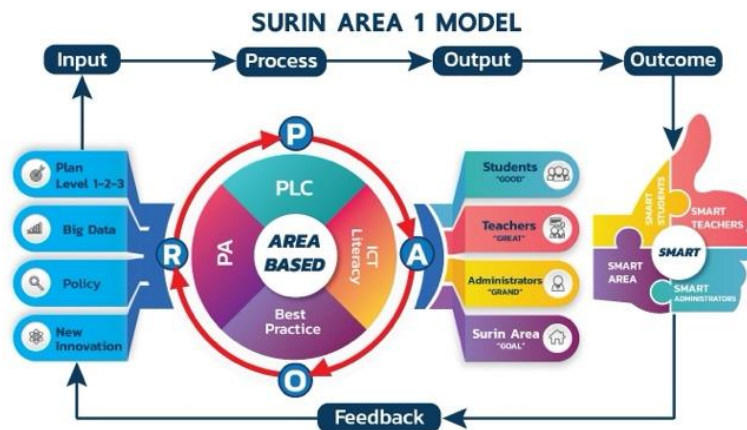 SURIN AREA 1 MODEL
Input
Process
Output
Outcome
Plan
Level 1-2-3
Big Data
Policy
New
Innovation
P
A
O
R
PLC
ICT
Literacy
Best
Practice
PA
AREA
BASED
Students
"GOOD"
Teachers
"GREAT"
Administrators
"GRAND"
Surin Area
"GOAL"
SMART
STUDENTS
SMART
TEACHERS
SMART
AREA
SMART
SMART
ADMINISTRATORS
Feedback